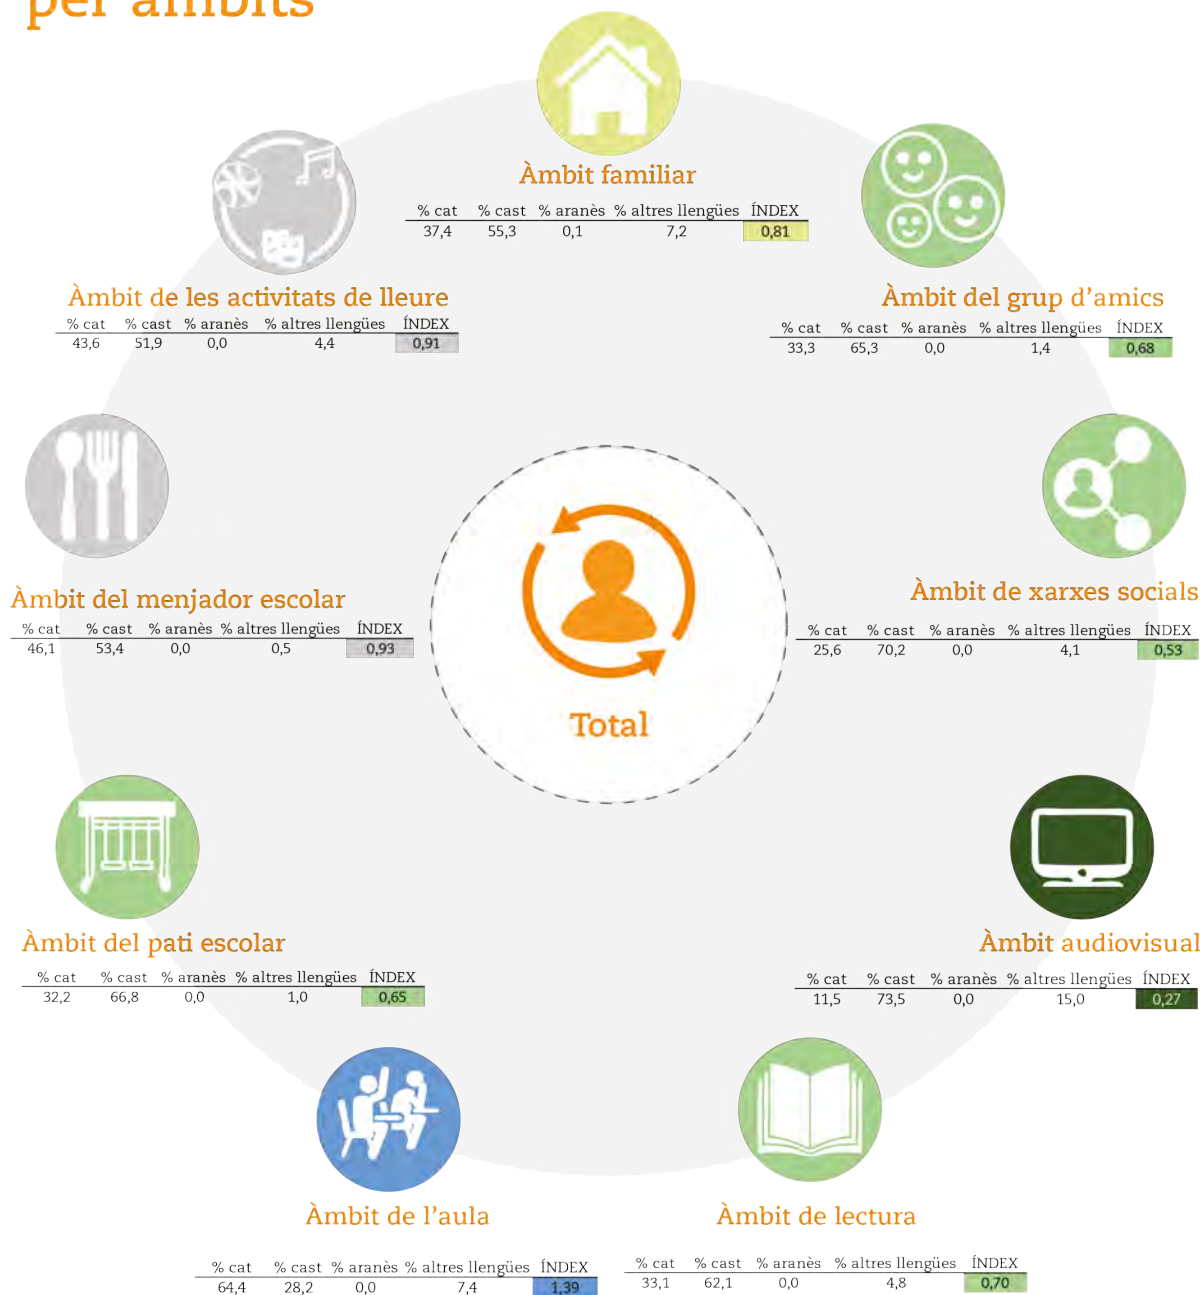 per àmbits
Àmbit familiar
% cat % cast % aranès % altres llengües ÍNDEX
37,4 55,3 0,1 7,2 0,81
Àmbit de les activitats de lleure
% cat % cast % aranès % altres llengües ÍNDEX
43,6 51,9 0,0 4,4 0,91
Àmbit del grup d’amics
% cat % cast % aranès % altres llengües ÍNDEX
33,3 65,3 0,0 1,4 0,68
Àmbit del menjador escolar
% cat % cast % aranès % altres llengües ÍNDEX
46,1 53,4 0,0 0,5 0,93
Àmbit de xarxes socials
% cat % cast % aranès % altres llengües ÍNDEX
25,6 70,2 0,0 4,1 0,53
Total
Àmbit del pati escolar
% cat % cast % aranès % altres llengües ÍNDEX
32,2 66,8 0,0 1,0 0,65
Àmbit audiovisual
% cat % cast % aranès % altres llengües ÍNDEX
11,5 73,5 0,0 15,0 0,27
Àmbit de l’aula
% cat % cast % aranès % altres llengües ÍNDEX
64,4 28,2 0,0 7,4 1,39
Àmbit de lectura
% cat % cast % aranès % altres llengües ÍNDEX
33,1 62,1 0,0 4,8 0,70